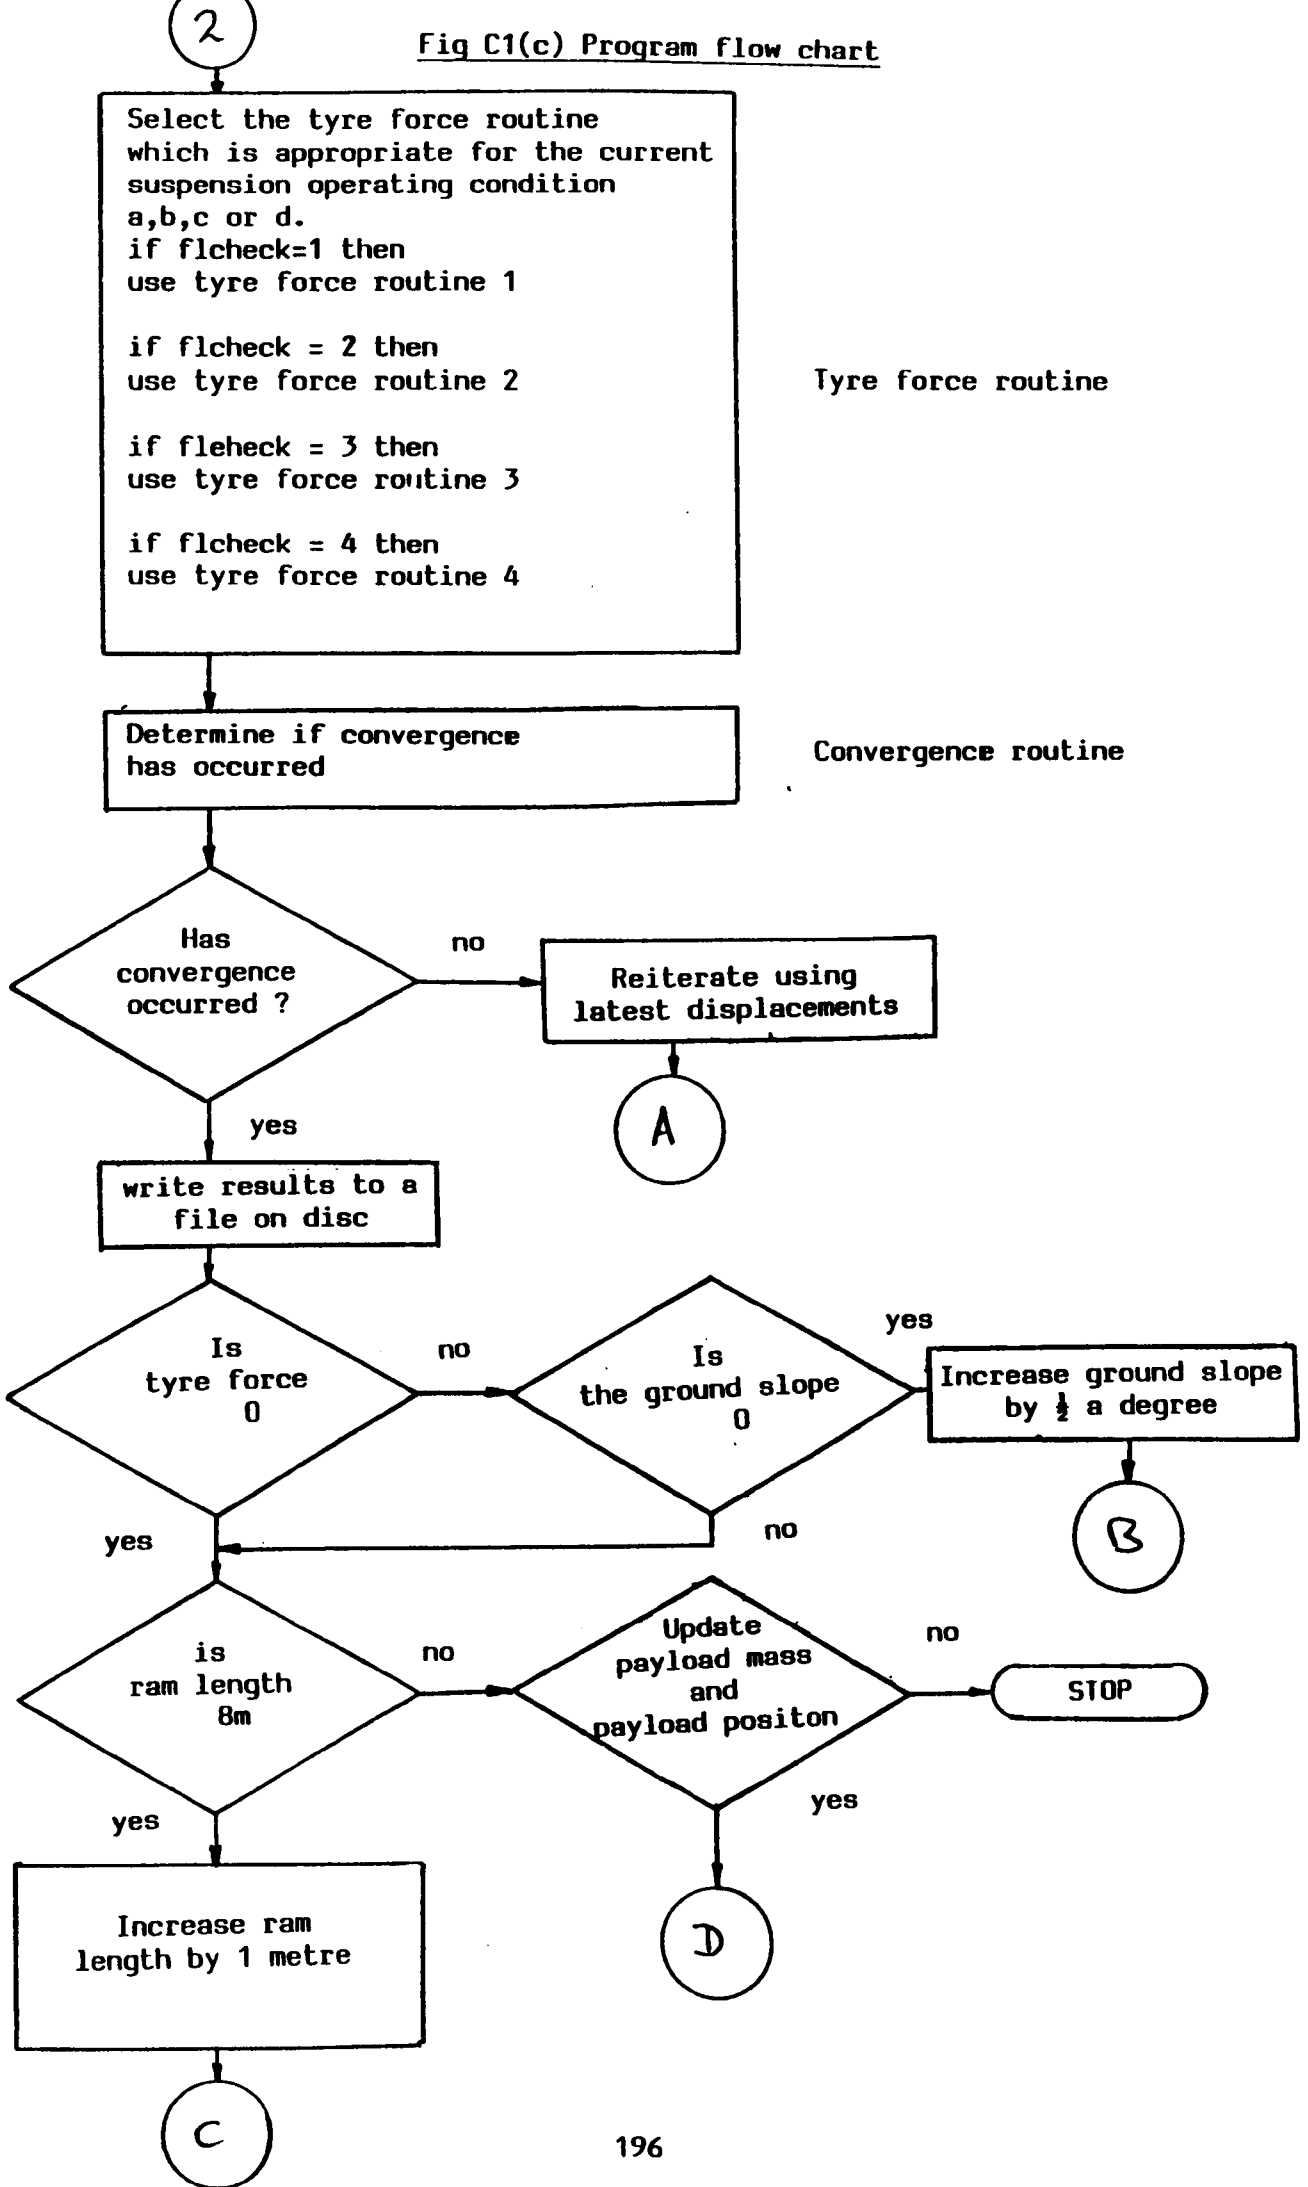 2
Fig C1(c) Program flow chart
Select the tyre force routine
which is appropriate for the current
suspension operating condition
a,b,c or d.
if flcheck=1 then
use tyre force routine 1
if flcheck = 2 then
use tyre force routine 2
Tyre force routine
if fleheck = 3 then
use tyre force routine 3
if flcheck = 4 then
use tyre force routine 4
Determine if convergence
has occurred
Convergence routine
Has
convergence
occurred ?
no
Reiterate using
latest displacements
A
yes
write results to a
file on disc
Is
tyre force
0
no
Is
the ground slope
0
yes
Increase ground slope
by ½ a degree
B
yes
no
is
ram length
8m
no
Update
payload mass
and
payload positon
no
STOP
yes
yes
Increase ram
length by 1 metre
D
C
196